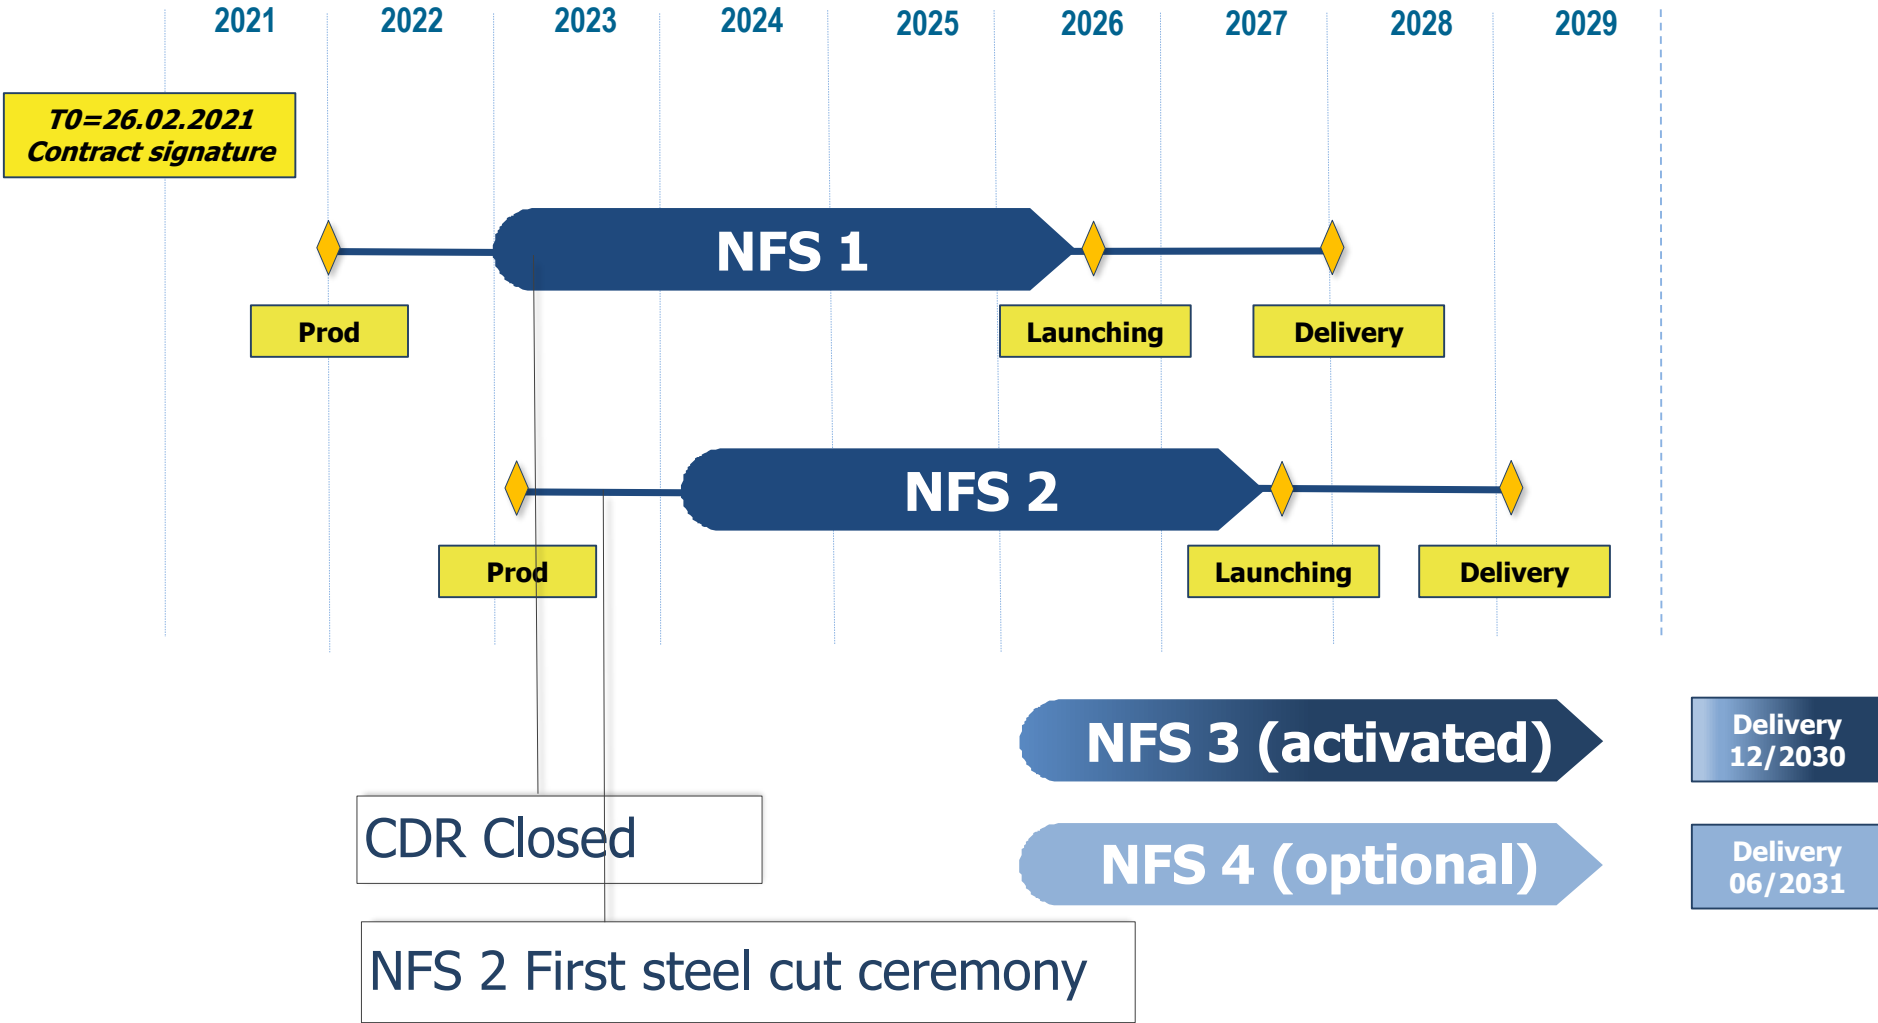 2021 2022 2023 2024 2025 2026 2027 2028 2029
T0=26.02.2021
Contract signature
NFS 1
Prod
Launching
Delivery
NFS 2
Prod
Launching
Delivery
NFS 3 (activated)
Delivery
12/2030
CDR Closed
NFS 4 (optional)
Delivery
06/2031
NFS 2 First steel cut ceremony